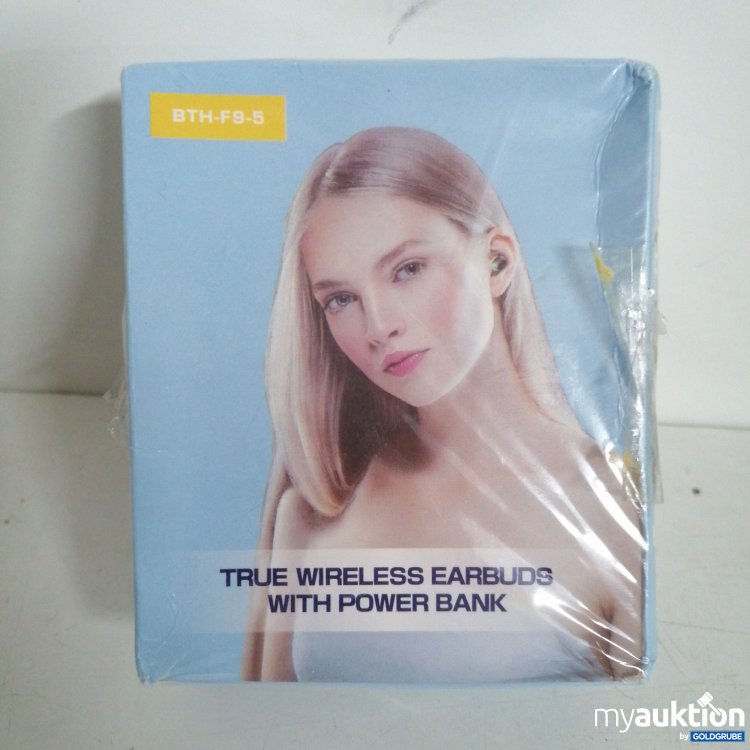 BTH-F9-5
TRUE WIRELESS EARBUDS
WITH POWER BANK
myauktion
by GOLDGRUBE